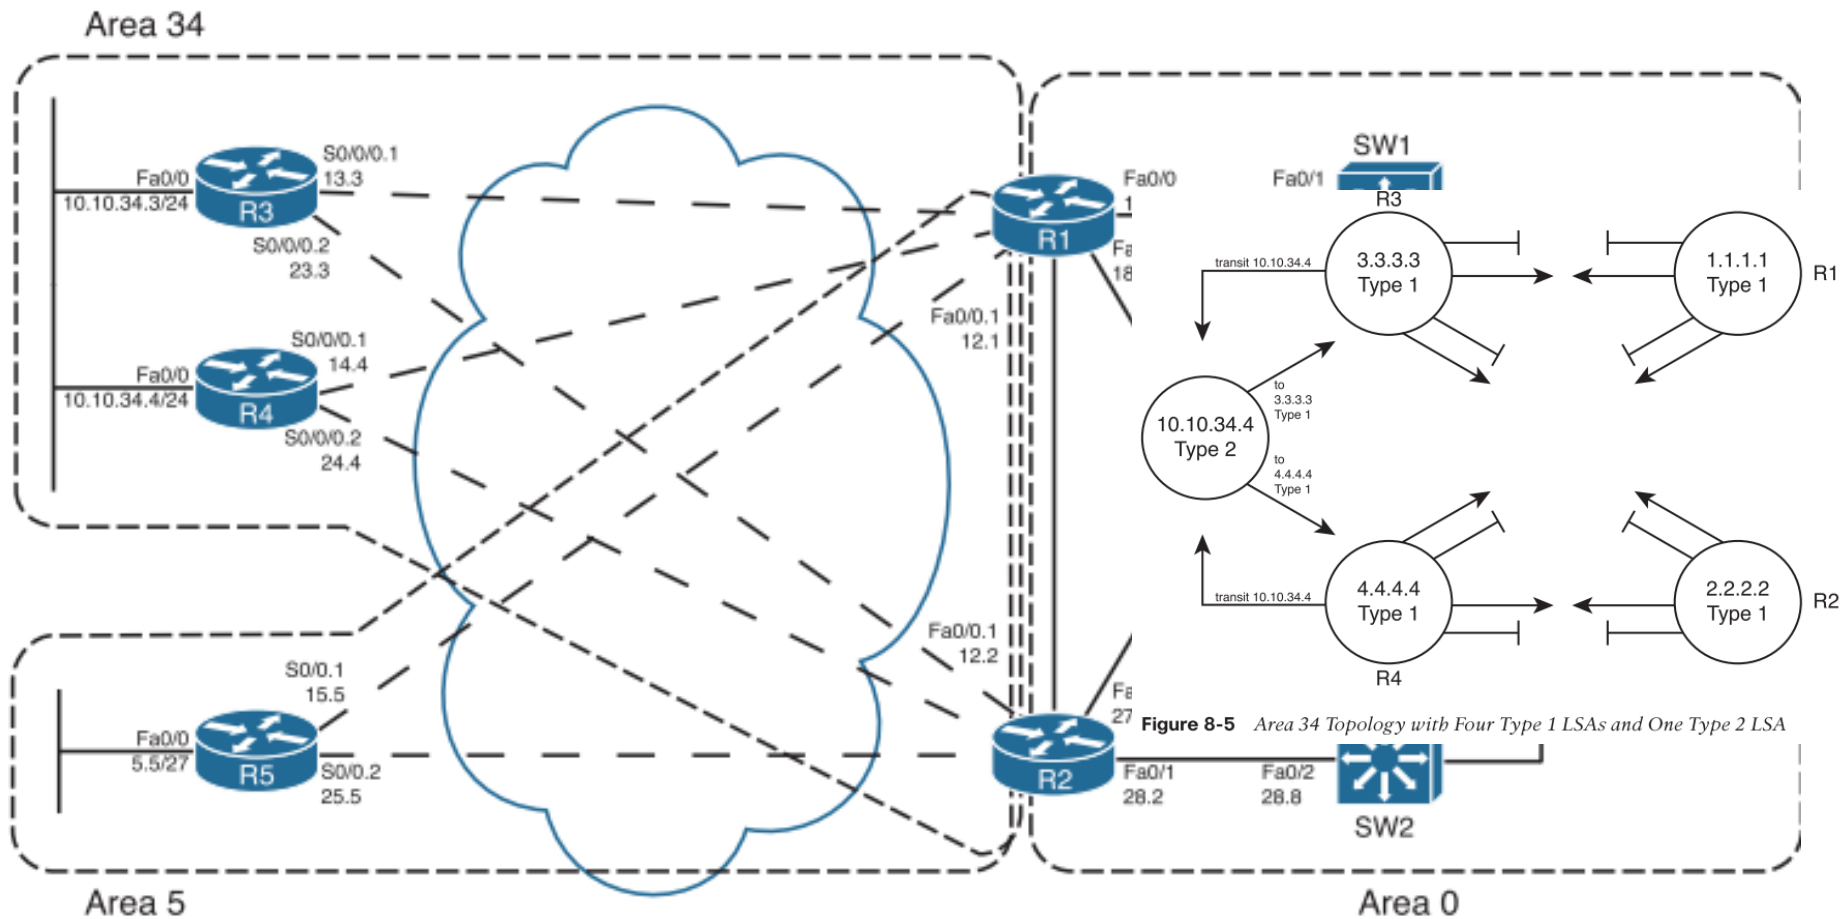 Area 34
S0/0/0.1
13.3
Fa0/0
10.10.34.3/24
R3
S0/0/0.2
23.3
S0/0/0.1
14.4
Fa0/0
10.10.34.4/24
R4
S0/0/0.2
24.4
S0/0.1
15.5
Fa0/0
5.5/27
R5
S0/0.2
25.5
Area 5
R1
Fa0/0
Fa0/0.1
12.1
18
Fa0/0.1
12.2
27
R2
Fa0/1
28.2
Fa0/2
28.8
SW1
Fa0/1
SW2
Area 0
R3
3.3.3.3
Type 1
1.1.1.1
Type 1
R1
transit 10.10.34.4
to
3.3.3.3
Type 1
10.10.34.4
Type 2
to
4.4.4.4
Type 1
transit 10.10.34.4
4.4.4.4
Type 1
R4
2.2.2.2
Type 1
R2
Figure 8-5 Area 34 Topology with Four Type 1 LSAs and One Type 2 LSA